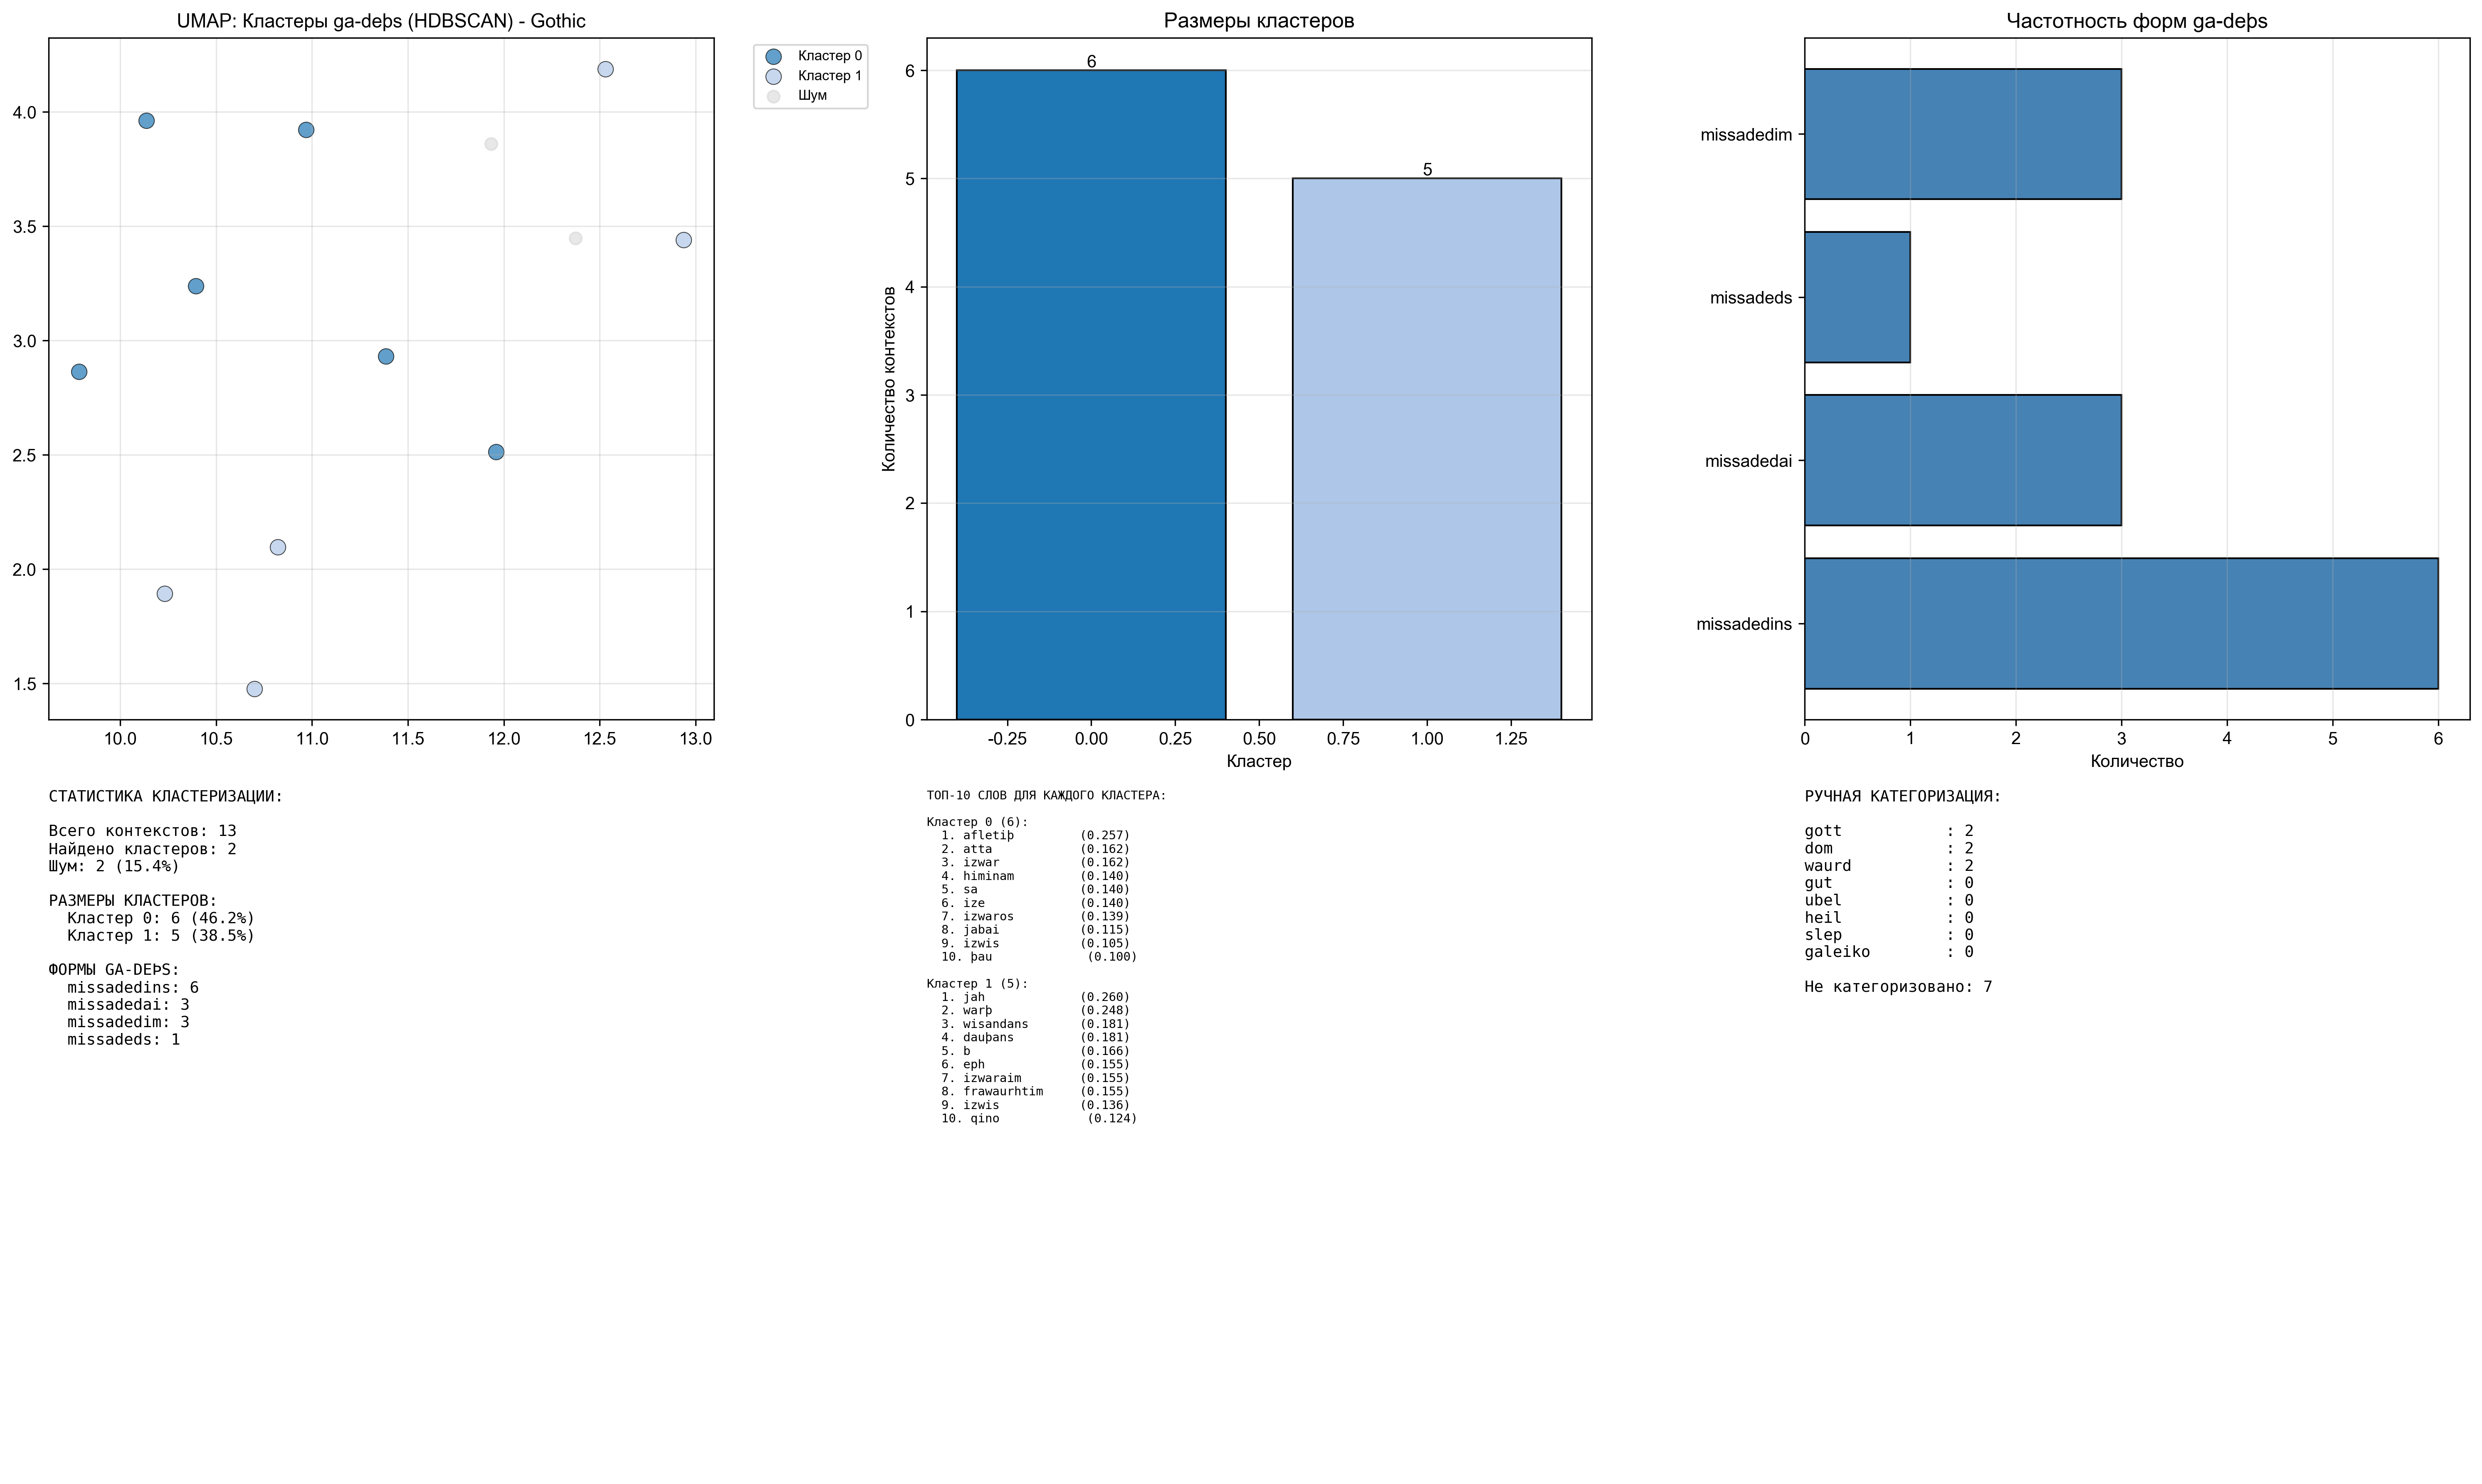 UMAP: Кластеры ga-deþs (HDBSCAN) - Gothic
4.0
3.5
3.0
2.5
2.0
1.5
10.0 10.5 11.0 11.5 12.0 12.5 13.0
Кластер 0
Кластер 1
Шум
Размеры кластеров
Количество контекстов
6
5
4
3
2
1
0
6
5
-0.25 0.00 0.25 0.50 0.75 1.00 1.25
Кластер
Частотность форм ga-deþs
missadedim
missadeds
missadedai
missadedins
0 1 2 3 4 5 6
Количество
СТАТИСТИКА КЛАСТЕРИЗАЦИИ:
Всего контекстов: 13
Найдено кластеров: 2
Шум: 2 (15.4%)
РАЗМЕРЫ КЛАСТЕРОВ:
Кластер 0: 6 (46.2%)
Кластер 1: 5 (38.5%)
ФОРМЫ GA-DEÞS:
missadedins: 6
missadedai: 3
missadedim: 3
missadeds: 1
ТОП-10 СЛОВ ДЛЯ КАЖДОГО КЛАСТЕРА:
Кластер 0 (6):
1. afletiþ (0.257)
2. atta (0.162)
3. izwar (0.162)
4. himinam (0.140)
5. sa (0.140)
6. ize (0.140)
7. izwaros (0.139)
8. jabai (0.115)
9. izwis (0.105)
10. þau (0.100)
Кластер 1 (5):
1. jah (0.260)
2. warþ (0.248)
3. wisandans (0.181)
4. dauþans (0.181)
5. b (0.166)
6. eph (0.155)
7. izwaraim (0.155)
8. frawaurhtim (0.155)
9. izwis (0.136)
10. qino (0.124)
РУЧНАЯ КАТЕГОРИЗАЦИЯ:
gott : 2
dom : 2
waurd : 2
gut : 0
ubel : 0
heil : 0
slep : 0
galeiko : 0
Не категоризовано: 7